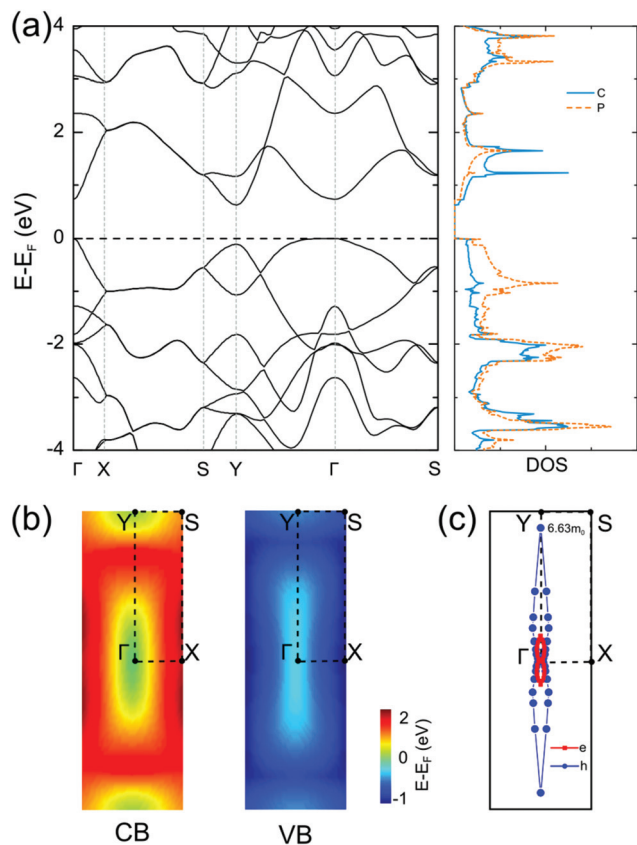 (a)
4
2
0
-2
-4
E-E_F (eV)
Γ X S Y Γ S
C
P
DOS
(b)
Y S
Γ X
CB
Y S
Γ X
VB
2
0
-1
E-E_F (eV)
(c)
Y 6.63m₀ S
Γ X
e
h